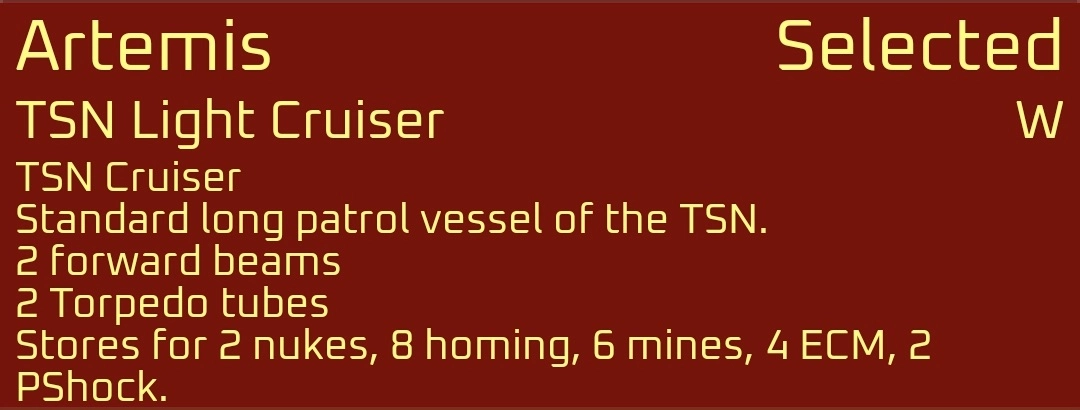 Artemis Selected
TSN Light Cruiser W
TSN Cruiser
Standard long patrol vessel of the TSN.
2 forward beams
2 Torpedo tubes
Stores for 2 nukes, 8 homing, 6 mines, 4 ECM, 2
PShock.